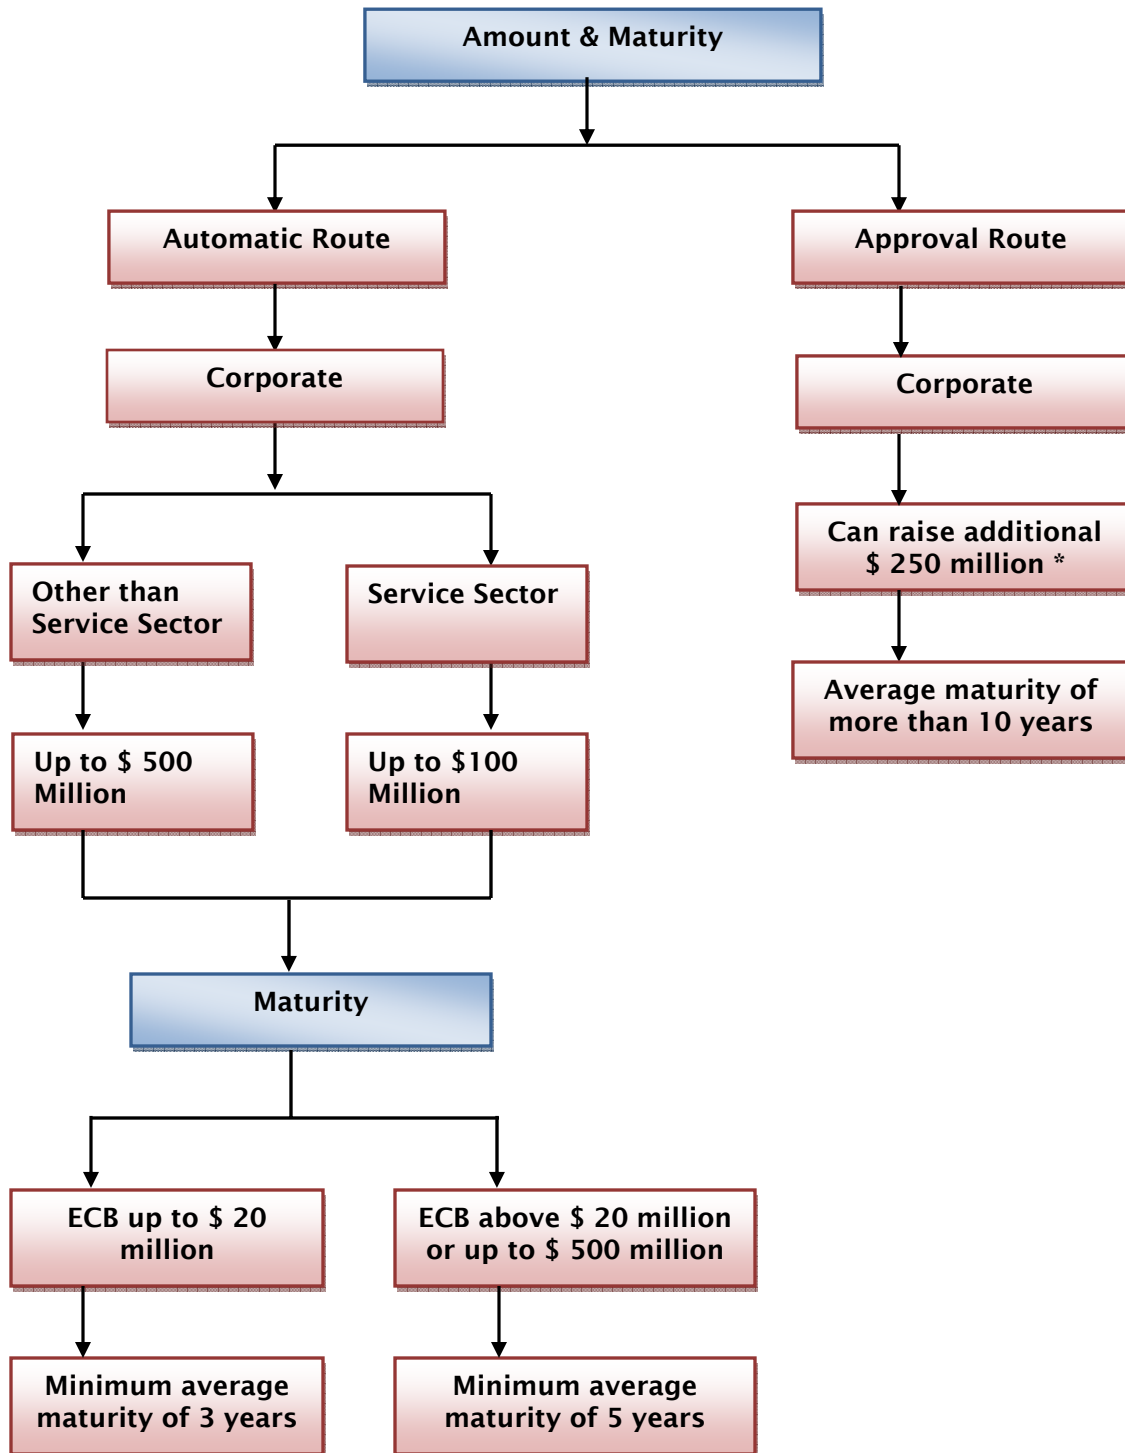 Amount & Maturity
Automatic Route
Approval Route
Corporate
Corporate
Can raise additional
$ 250 million *
Other than
Service Sector
Service Sector
Average maturity of
more than 10 years
Up to $ 500
Million
Up to $100
Million
Maturity
ECB up to $ 20
million
ECB above $ 20 million
or up to $ 500 million
Minimum average
maturity of 3 years
Minimum average
maturity of 5 years